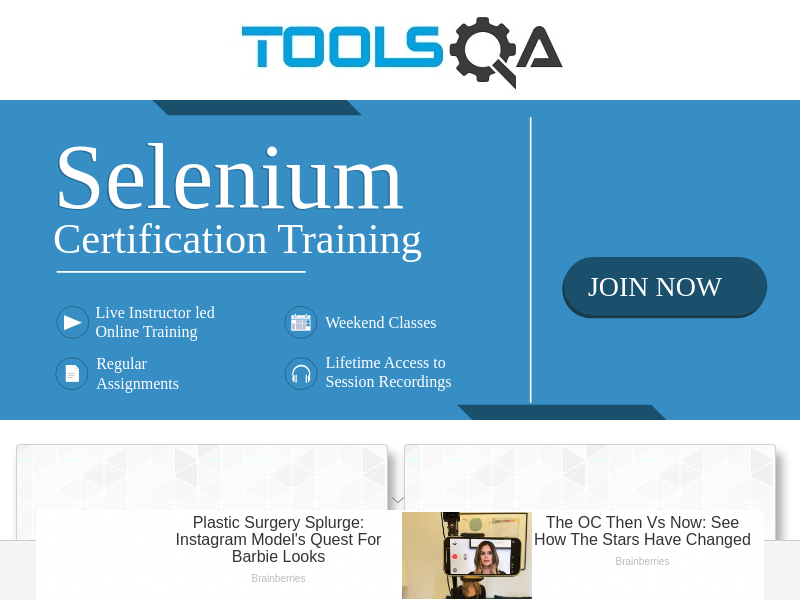 TOOLSQA
Selenium
Certification Training
Live Instructor led
Online Training
Weekend Classes
Regular
Assignments
Lifetime Access to
Session Recordings
JOIN NOW
Plastic Surgery Splurge:
Instagram Model's Quest For
Barbie Looks
Brainberries
The OC Then Vs Now: See
How The Stars Have Changed
Brainberries